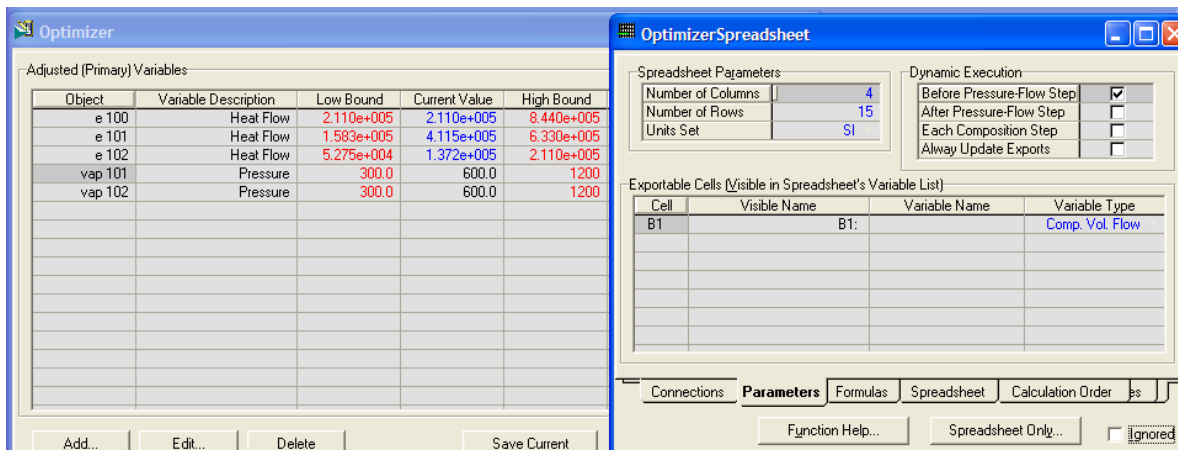 Optimizer
Adjusted (Primary) Variables
Object Variable Description Low Bound Current Value High Bound
e 100 Heat Flow 2.110e+005 2.110e+005 8.440e+005
e 101 Heat Flow 1.583e+005 4.115e+005 6.330e+005
e 102 Heat Flow 5.275e+004 1.372e+005 2.110e+005
vap 101 Pressure 300.0 600.0 1200
vap 102 Pressure 300.0 600.0 1200
Add... Edit... Delete Save Current
OptimizerSpreadsheet
Spreadsheet Parameters
Number of Columns 4
Number of Rows 15
Units Set SI
Dynamic Execution
Before Pressure-Flow Step
After Pressure-Flow Step
Each Composition Step
Alway Update Exports
Exportable Cells (Visible in Spreadsheet's Variable List)
Cell Visible Name Variable Name Variable Type
B1 B1: Comp. Vol. Flow
Connections Parameters Formulas Spreadsheet Calculation Order es
Function Help... Spreadsheet Only... Ignored